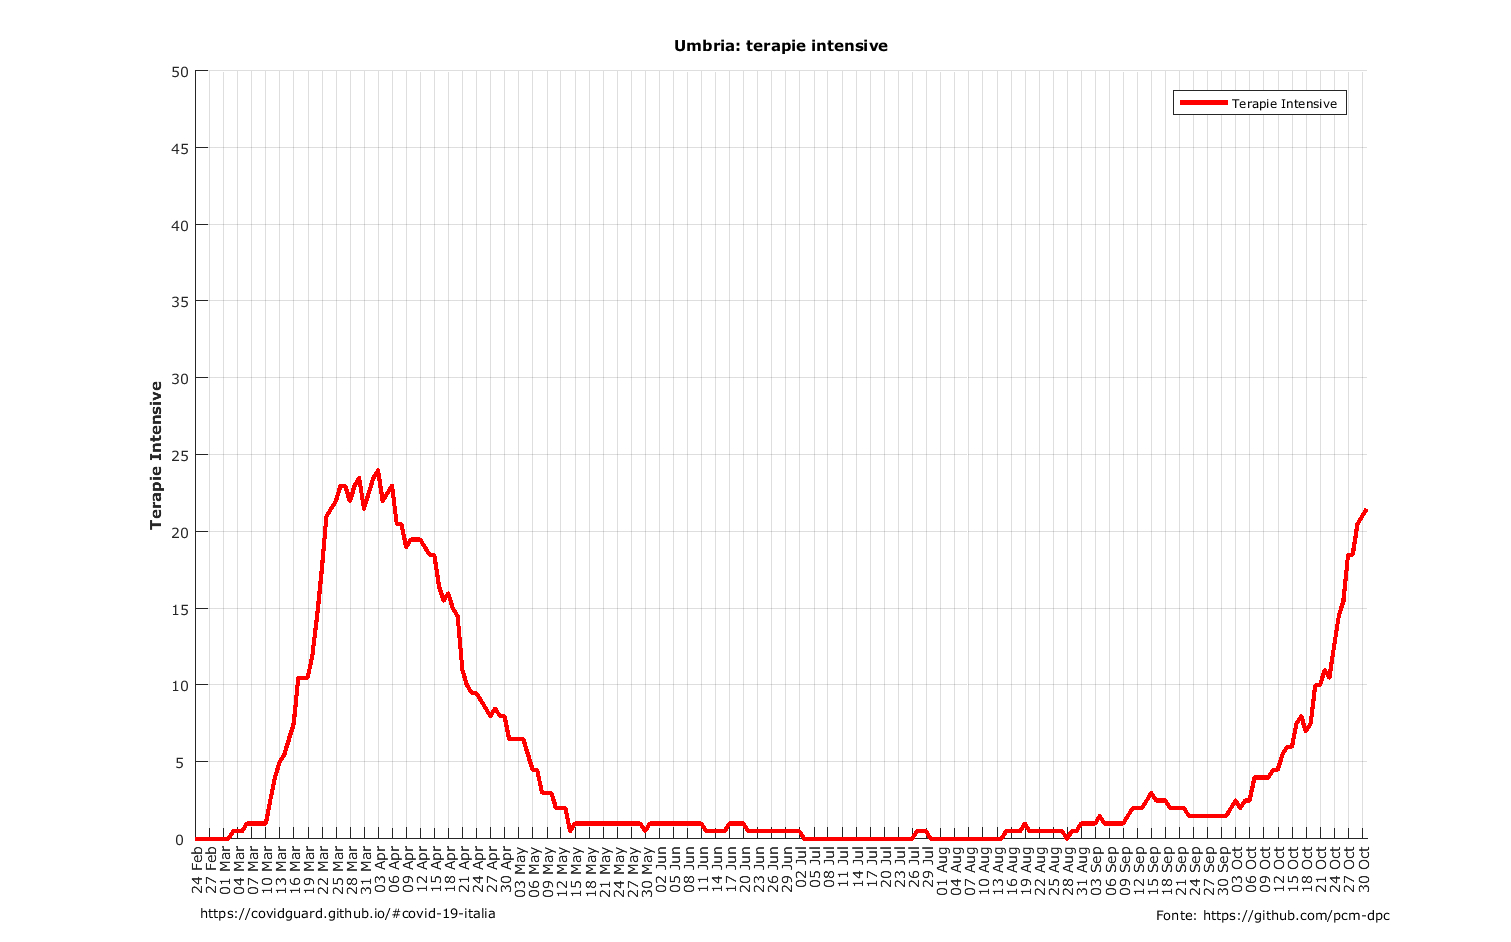 Umbria: terapie intensive
Terapie Intensive
Terapie Intensive
50
45
40
35
30
25
20
15
10
5
0
24 Feb
27 Feb
01 Mar
04 Mar
07 Mar
10 Mar
13 Mar
16 Mar
19 Mar
22 Mar
25 Mar
28 Mar
31 Mar
03 Apr
06 Apr
09 Apr
12 Apr
15 Apr
18 Apr
21 Apr
24 Apr
27 Apr
30 Apr
03 May
06 May
09 May
12 May
15 May
18 May
21 May
24 May
27 May
30 May
02 Jun
05 Jun
08 Jun
11 Jun
14 Jun
17 Jun
20 Jun
23 Jun
26 Jun
29 Jun
02 Jul
05 Jul
08 Jul
11 Jul
14 Jul
17 Jul
20 Jul
23 Jul
26 Jul
29 Jul
01 Aug
04 Aug
07 Aug
10 Aug
13 Aug
16 Aug
19 Aug
22 Aug
25 Aug
28 Aug
31 Aug
03 Sep
06 Sep
09 Sep
12 Sep
15 Sep
18 Sep
21 Sep
24 Sep
27 Sep
30 Sep
03 Oct
06 Oct
09 Oct
12 Oct
15 Oct
18 Oct
21 Oct
24 Oct
27 Oct
30 Oct
https://covidguard.github.io/#covid-19-italia
Fonte: https://github.com/pcm-dpc